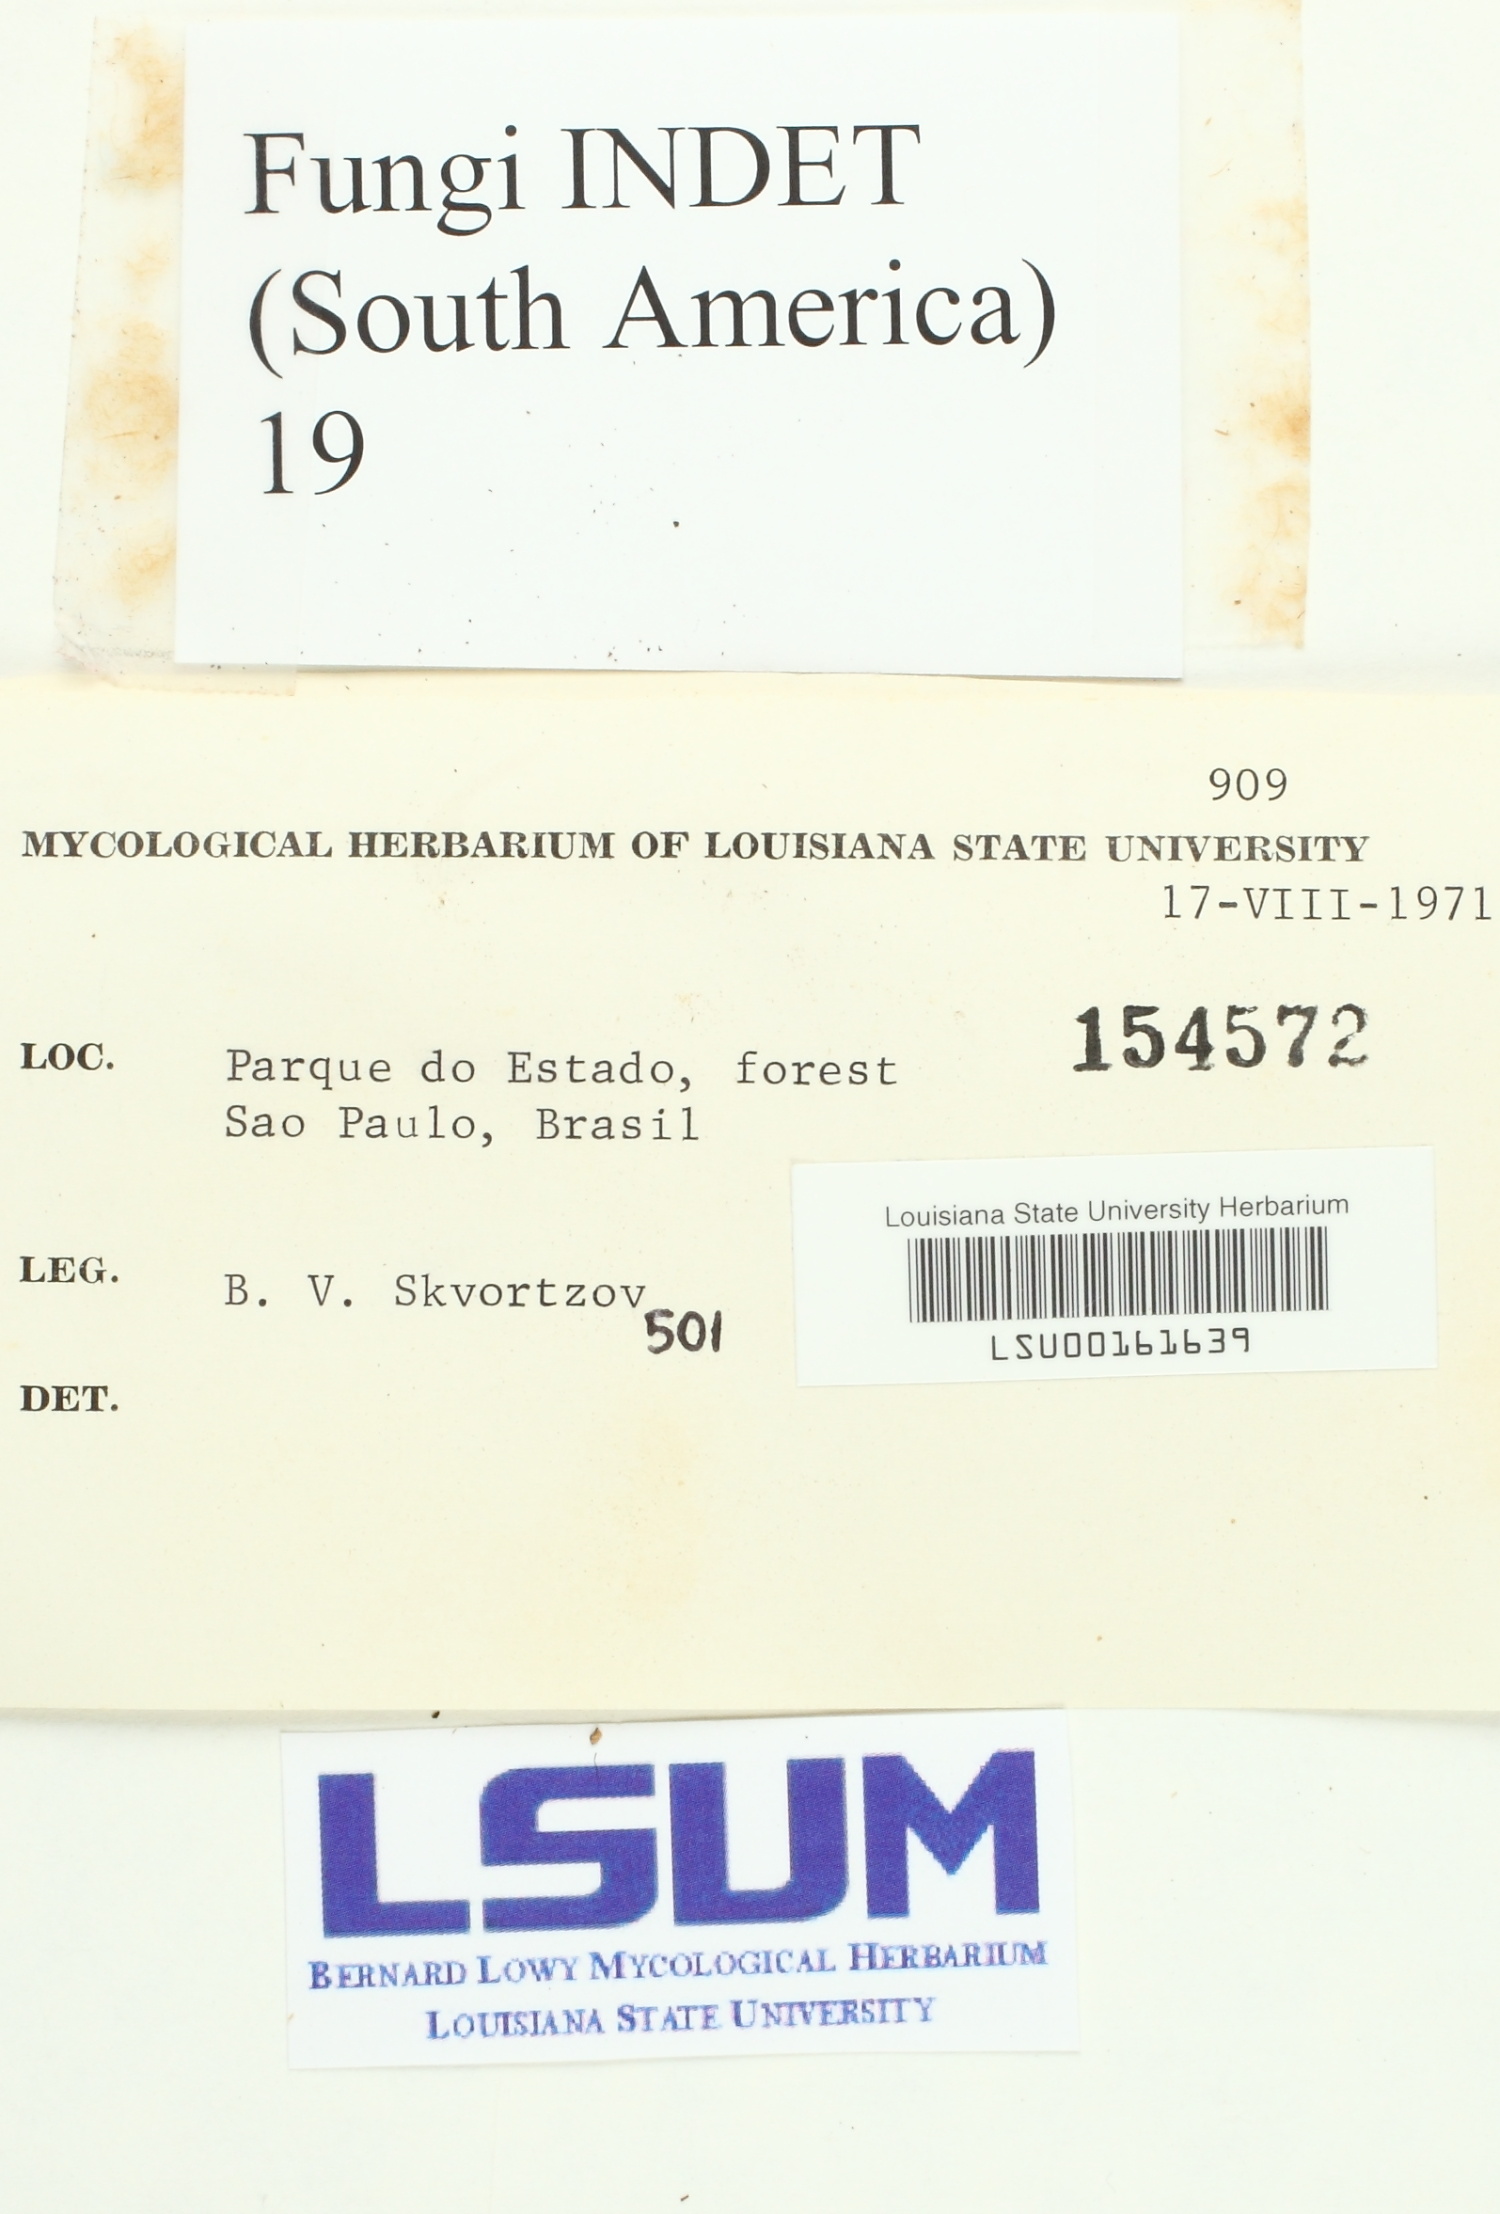 Fungi INDET
(South America)
19
909
MYCOLOGICAL HERBARIUM OF LOUISIANA STATE UNIVERSITY
17-VIII-1971
154572
LOC. Parque do Estado, forest
Sao Paulo, Brasil
Louisiana State University Herbarium
LSU00161639
LEG. B. V. Skvortzov
501
DET.
LSUM
BERNARD LOWY MYCOLOGICAL HERBARIUM
LOUISIANA STATE UNIVERSITY